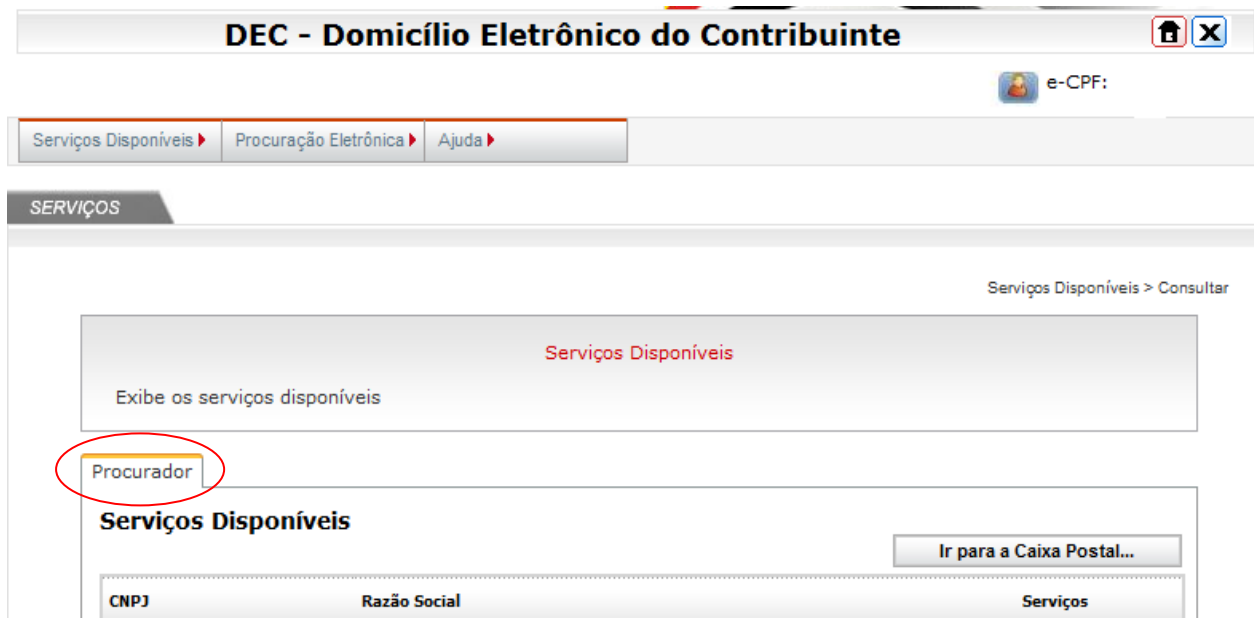 DEC - Domicílio Eletrônico do Contribuinte
e-CPF:
Serviços Disponíveis Procuração Eletrônica Ajuda
SERVIÇOS
Serviços Disponíveis > Consultar
Serviços Disponíveis
Exibe os serviços disponíveis
Procurador
Serviços Disponíveis
Ir para a Caixa Postal...
CNPJ Razão Social Serviços